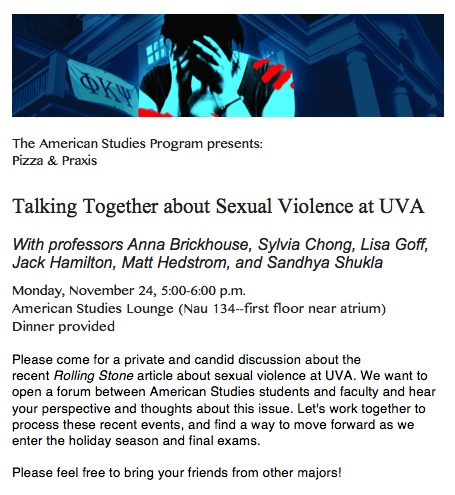 ΦΚΨ
The American Studies Program presents:
Pizza & Praxis
Talking Together about Sexual Violence at UVA
With professors Anna Brickhouse, Sylvia Chong, Lisa Goff,
Jack Hamilton, Matt Hedstrom, and Sandhya Shukla
Monday, November 24, 5:00-6:00 p.m.
American Studies Lounge (Nau 134--first floor near atrium)
Dinner provided
Please come for a private and candid discussion about the
recent Rolling Stone article about sexual violence at UVA. We want to
open a forum between American Studies students and faculty and hear
your perspective and thoughts about this issue. Let's work together to
process these recent events, and find a way to move forward as we
enter the holiday season and final exams.
Please feel free to bring your friends from other majors!